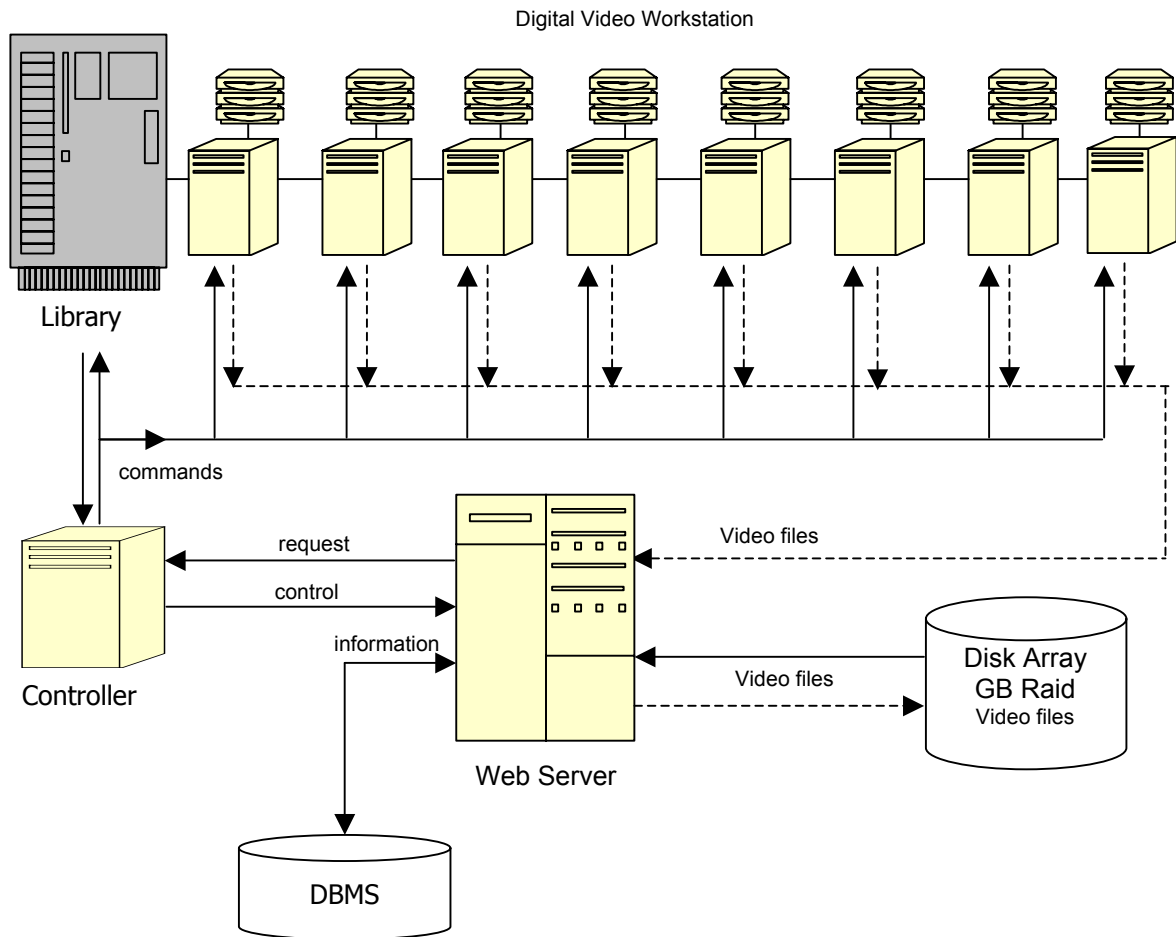 Digital Video Workstation
Library
commands
request
Video files
control
information
Disk Array
GB Raid
Video files
Video files
Controller
Web Server
DBMS